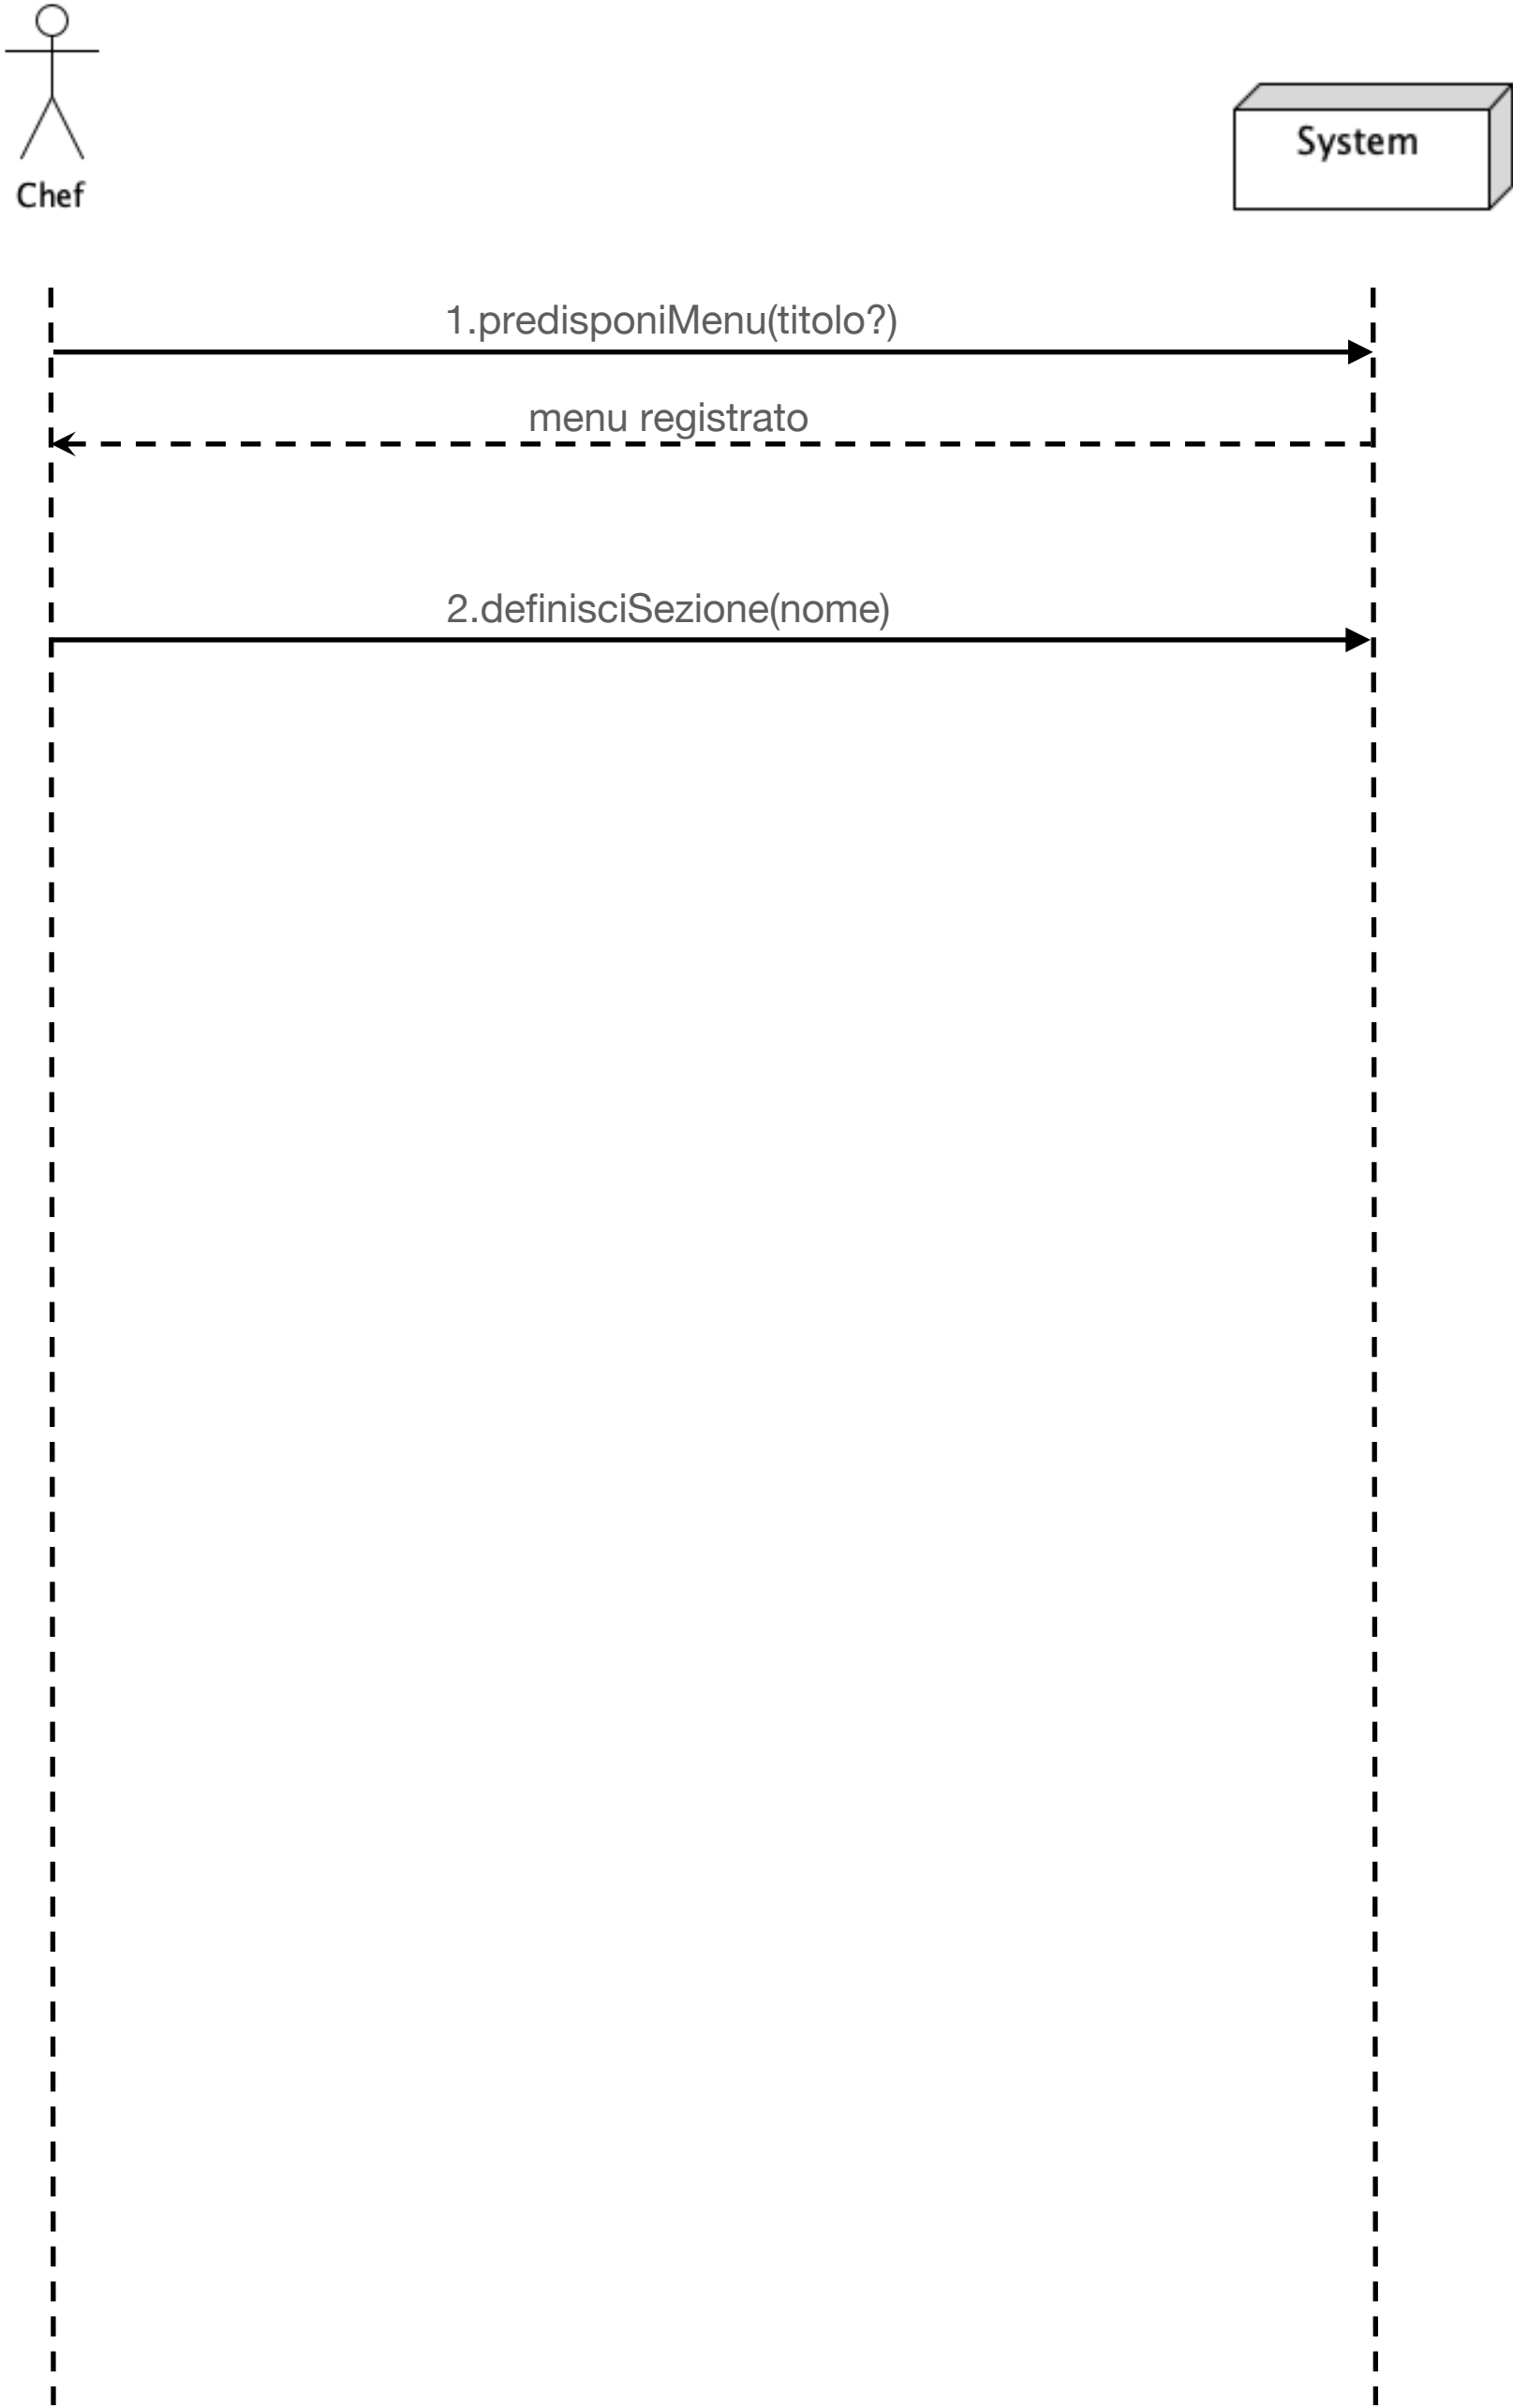 Chef
System
1.predisponiMenu(titolo?)
menu registrato
2.definisciSezione(nome)